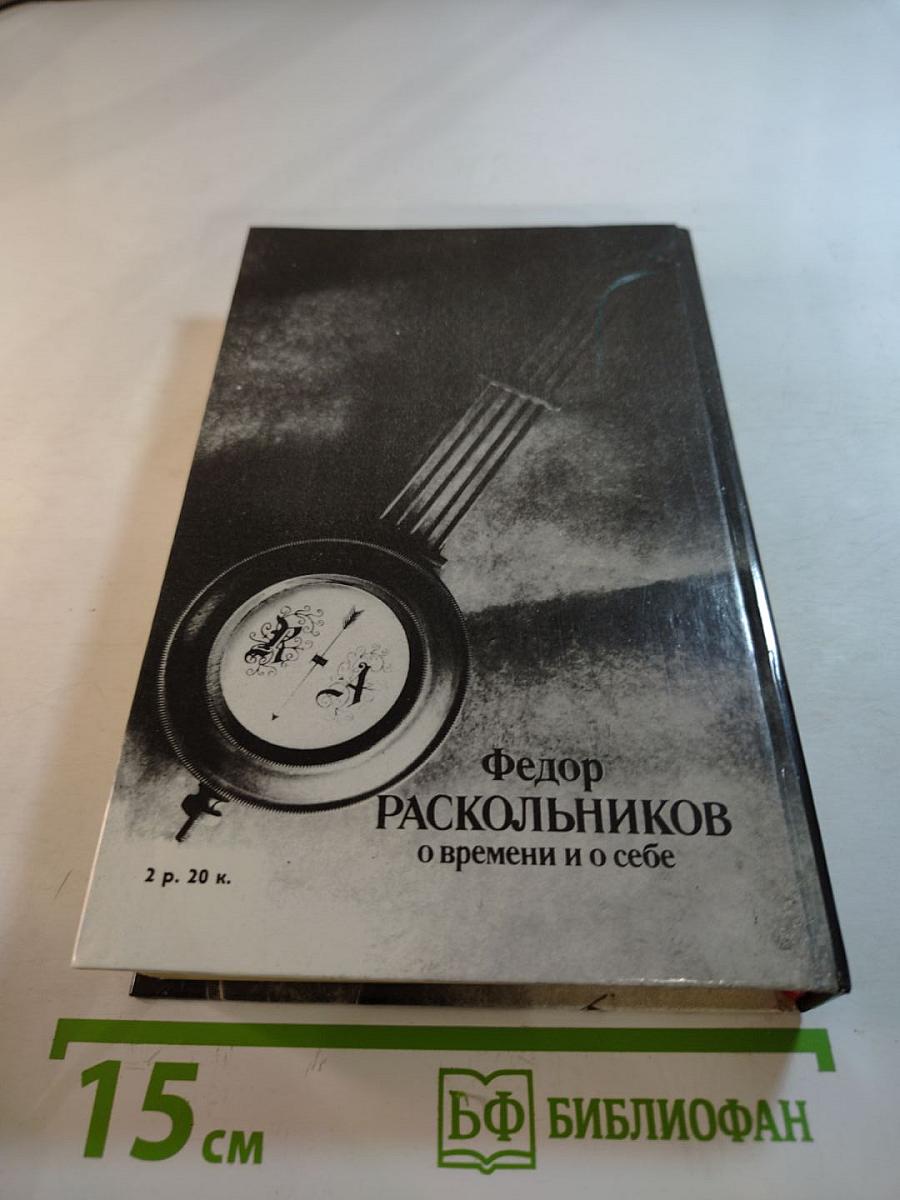 R
A
Федор
РАСКОЛЬНИКОВ
о времени и о себе
2 р. 20 к.
15 см
БФ БИБЛИОФАН